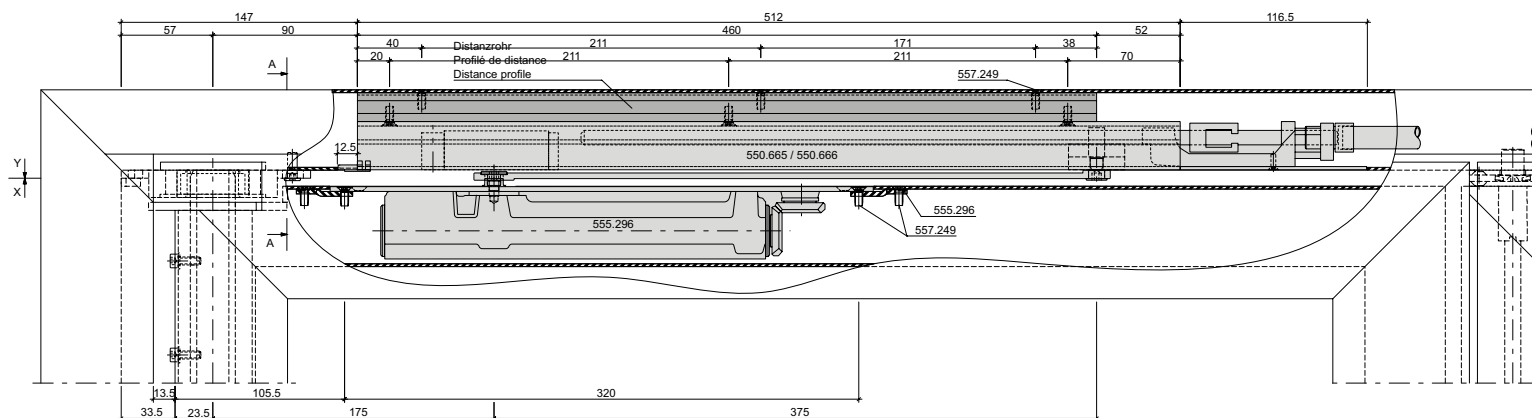 147 512 116.5
57 90 460 52
40 Distanzrohr 211 171 38
A 20 Profilé de distance 211 211 70
Distance profile 557.249
12.5 550.665 / 550.666
Y
X
555.296 555.296
A 557.249
13.5 105.5 320
33.5 23.5 175 375